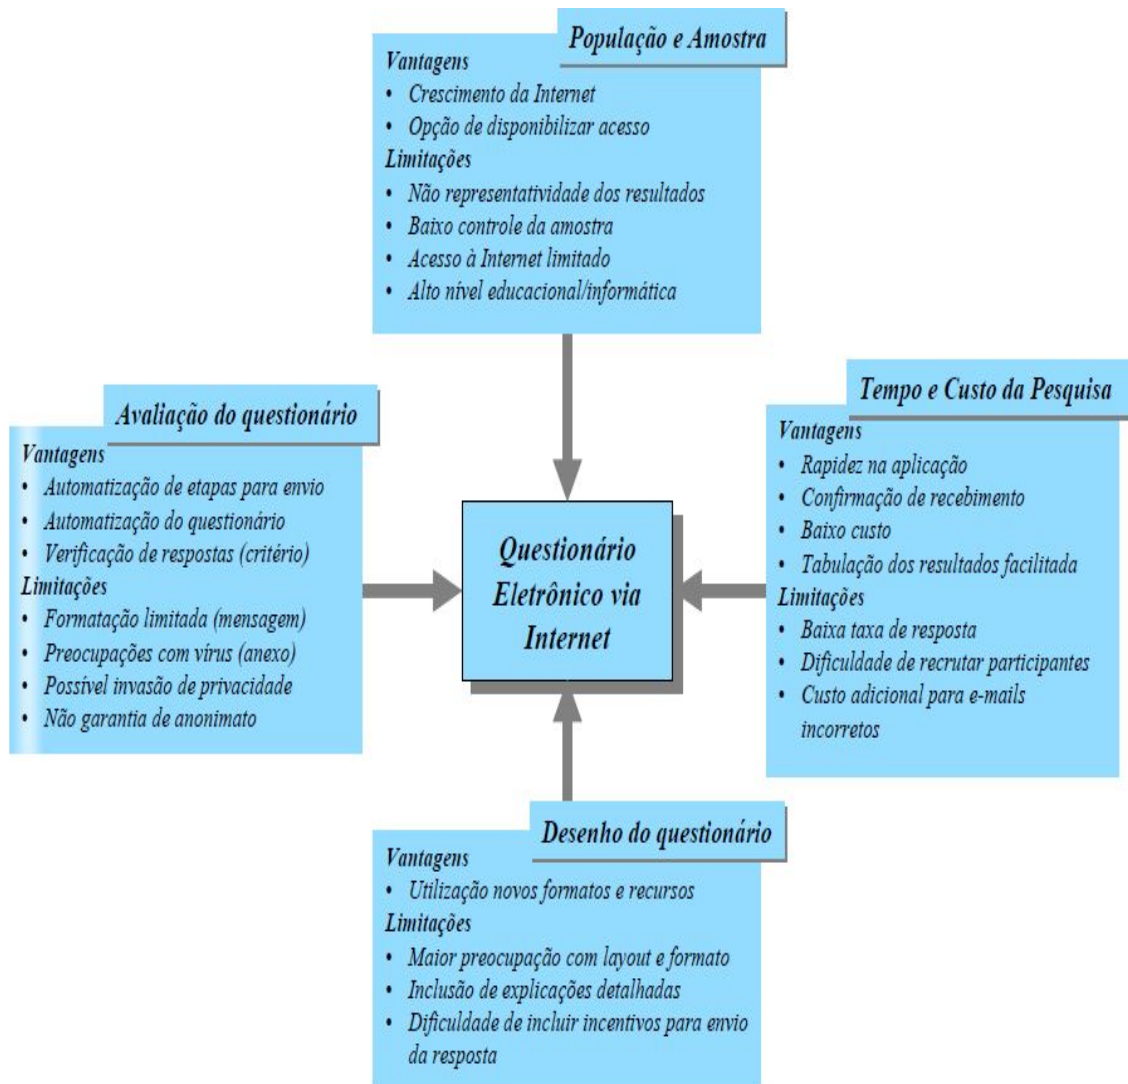 População e Amostra
Vantagens
• Crescimento da Internet
• Opção de disponibilizar acesso
Limitações
• Não representatividade dos resultados
• Baixo controle da amostra
• Acesso à Internet limitado
• Alto nível educacional/informática
Avaliação do questionário
Vantagens
• Automatização de etapas para envio
• Automatização do questionário
• Verificação de respostas (critério)
Limitações
• Formatação limitada (mensagem)
• Preocupações com vírus (anexo)
• Possível invasão de privacidade
• Não garantia de anonimato
Questionário
Eletrônico via
Internet
Tempo e Custo da Pesquisa
Vantagens
• Rapidez na aplicação
• Confirmação de recebimento
• Baixo custo
• Tabulação dos resultados facilitada
Limitações
• Baixa taxa de resposta
• Dificuldade de recrutar participantes
• Custo adicional para e-mails
incorretos
Desenho do questionário
Vantagens
• Utilização novos formatos e recursos
Limitações
• Maior preocupação com layout e formato
• Inclusão de explicações detalhadas
• Dificuldade de incluir incentivos para envio
da resposta